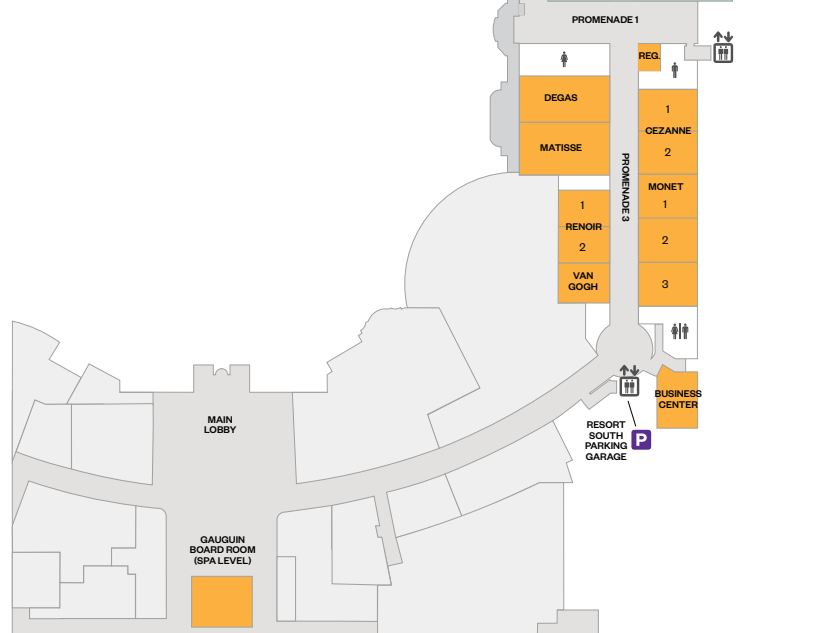 PROMENADE 1
REG.
DEGAS
MATISSE
1
CEZANNE
2
PROMENADE 3
MONET
1
2
3
1
RENOIR
2
VAN
GOGH
BUSINESS
CENTER
MAIN
LOBBY
RESORT
SOUTH
PARKING
GARAGE
P
GAUGUIN
BOARD ROOM
(SPA LEVEL)